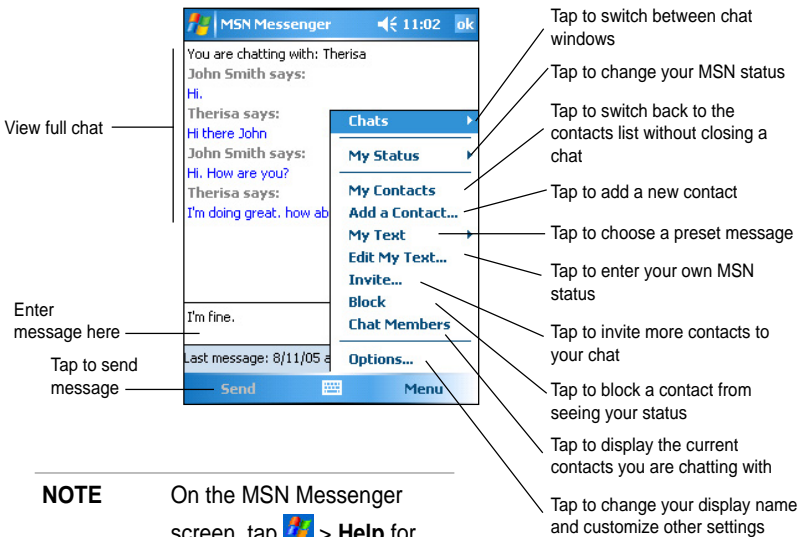 MSN Messenger 11:02 ok
You are chatting with: Therisa
John Smith says:
Hi.
Therisa says:
Hi there John
John Smith says:
Hi. How are you?
Therisa says:
I'm doing great. how ab
I'm fine.
Last message: 8/11/05 a
Send Menu
Chats
My Status
My Contacts
Add a Contact...
My Text
Edit My Text...
Invite...
Block
Chat Members
Options...
View full chat
Enter
message here
Tap to send
message
Tap to switch between chat
windows
Tap to change your MSN status
Tap to switch back to the
contacts list without closing a
chat
Tap to add a new contact
Tap to choose a preset message
Tap to enter your own MSN
status
Tap to invite more contacts to
your chat
Tap to block a contact from
seeing your status
Tap to display the current
contacts you are chatting with
Tap to change your display name
and customize other settings
NOTE On the MSN Messenger
screen, tap > Help for